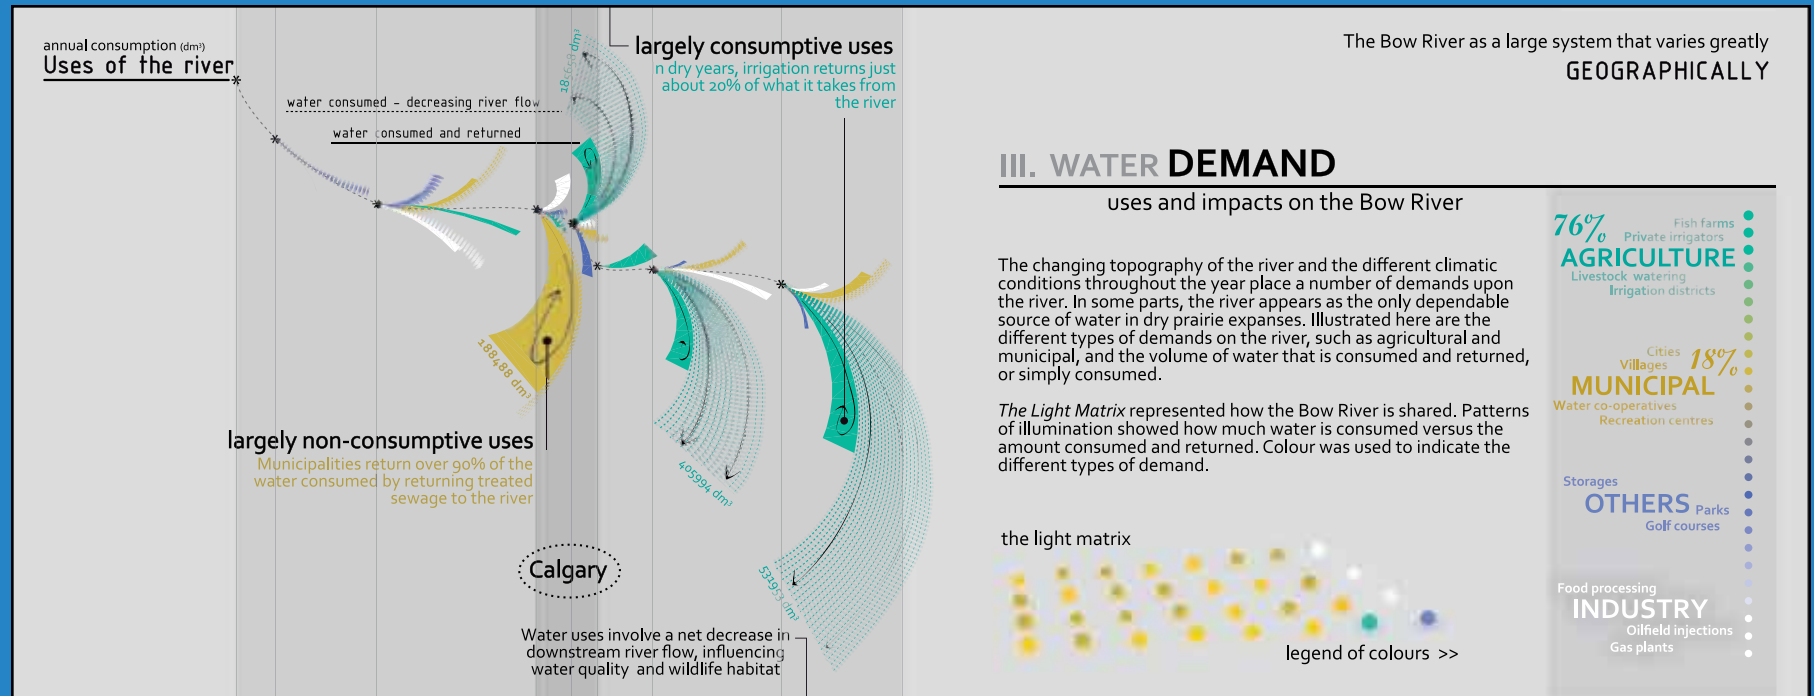 annual consumption (dm³)
Uses of the river
water consumed - decreasing river flow
water consumed and returned
largely consumptive uses
n dry years, irrigation returns just
about 20% of what it takes from
the river
188488 dm³
largely non-consumptive uses
Municipalities return over 90% of the
water consumed by returning treated
sewage to the river
405994 dm³
Calgary
Water uses involve a net decrease in
downstream river flow, influencing
water quality and wildlife habitat
The Bow River as a large system that varies greatly
GEOGRAPHICALLY
III. WATER DEMAND
uses and impacts on the Bow River
The changing topography of the river and the different climatic
conditions throughout the year place a number of demands upon
the river. In some parts, the river appears as the only dependable
source of water in dry prairie expanses. Illustrated here are the
different types of demands on the river, such as agricultural and
municipal, and the volume of water that is consumed and returned,
or simply consumed.
The Light Matrix represented how the Bow River is shared. Patterns
of illumination showed how much water is consumed versus the
amount consumed and returned. Colour was used to indicate the
different types of demand.
the light matrix
legend of colours >>
76% Fish farms
Private irrigators
AGRICULTURE
Livestock watering
Irrigation districts
Cities 18%
Villages
MUNICIPAL
Water co-operatives
Recreation centres
Storages
OTHERS Parks
Golf courses
Food processing
INDUSTRY
Oilfield injections
Gas plants